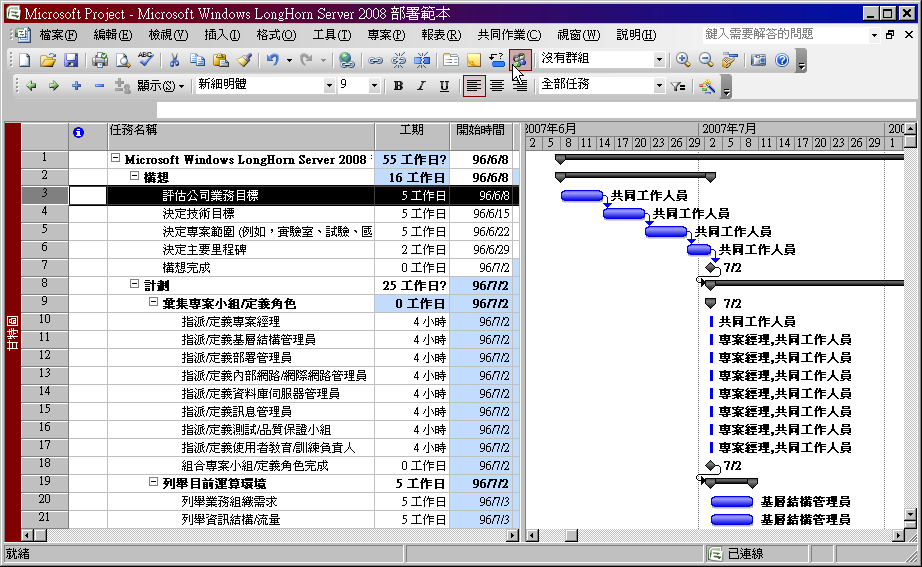 Microsoft Project - Microsoft Windows LongHorn Server 2008 部署範本
檔案(F) 編輯(E) 檢視(V) 插入(I) 格式(O) 工具(T) 專案(P) 報表(R) 共同作業(C) 視窗(W) 說明(H) 鍵入需要解答的問題
沒有群組
顯示(S) 新細明體 9 B I U 全部任務
任務名稱 工期 開始時間 2007年6月 2007年7月 200
2 5 8 11 14 17 20 23 26 29 2 5 8 11 14 17 20 23 26 29 1
1 Microsoft Windows LongHorn Server 2008 55 工作日? 96/6/8
2 構想 16 工作日 96/6/8
3 評估公司業務目標 5 工作日 96/6/8 共同工作人員
4 決定技術目標 5 工作日 96/6/15 共同工作人員
5 決定專案範圍 (例如，實驗室、試驗、國 5 工作日 96/6/22 共同工作人員
6 決定主要里程碑 2 工作日 96/6/29 共同工作人員
7 構想完成 0 工作日 96/7/2 7/2
8 計劃 25 工作日? 96/7/2
9 彙集專案小組/定義角色 0 工作日 96/7/2 7/2
10 指派/定義專案經理 4 小時 96/7/2 共同工作人員
11 指派/定義基層結構管理員 4 小時 96/7/2 專案經理,共同工作人員
12 指派/定義部署管理員 4 小時 96/7/2 專案經理,共同工作人員
13 指派/定義內部網路/網際網路管理員 4 小時 96/7/2 專案經理,共同工作人員
14 指派/定義資料庫伺服器管理員 4 小時 96/7/2 專案經理,共同工作人員
15 指派/定義訊息管理員 4 小時 96/7/2 專案經理,共同工作人員
16 指派/定義測試/品質保證小組 4 小時 96/7/2 專案經理,共同工作人員
17 指派/定義使用者教育/訓練負責人 4 小時 96/7/2 專案經理,共同工作人員
18 組合專案小組/定義角色完成 0 工作日 96/7/2 7/2
19 列舉目前運算環境 5 工作日 96/7/2
20 列舉業務組織需求 5 工作日 96/7/3 基層結構管理員
21 列舉資訊結構/流量 5 工作日 96/7/3 基層結構管理員
甘特圖
就緒 已連線